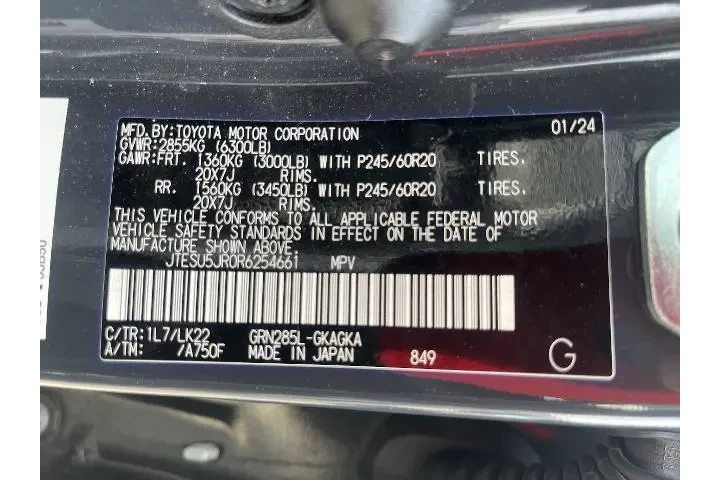 MFD.BY:TOYOTA MOTOR CORPORATION 01/24
GVWR:2855KG (6300LB)
GAWR:FRT. 1360KG (3000LB) WITH P245/60R20 TIRES.
20X7J RIMS.
RR. 1560KG (3450LB) WITH P245/60R20 TIRES.
20X7J RIMS.
THIS VEHICLE CONFORMS TO ALL APPLICABLE FEDERAL MOTOR
VEHICLE SAFETY STANDARDS IN EFFECT ON THE DATE OF
MANUFACTURE SHOWN ABOVE.
JTESU5JR0R6254661 MPV
C/TR:1L7/LK22 GRN285L-GKAGKA
A/TM: /A750F MADE IN JAPAN 849
G